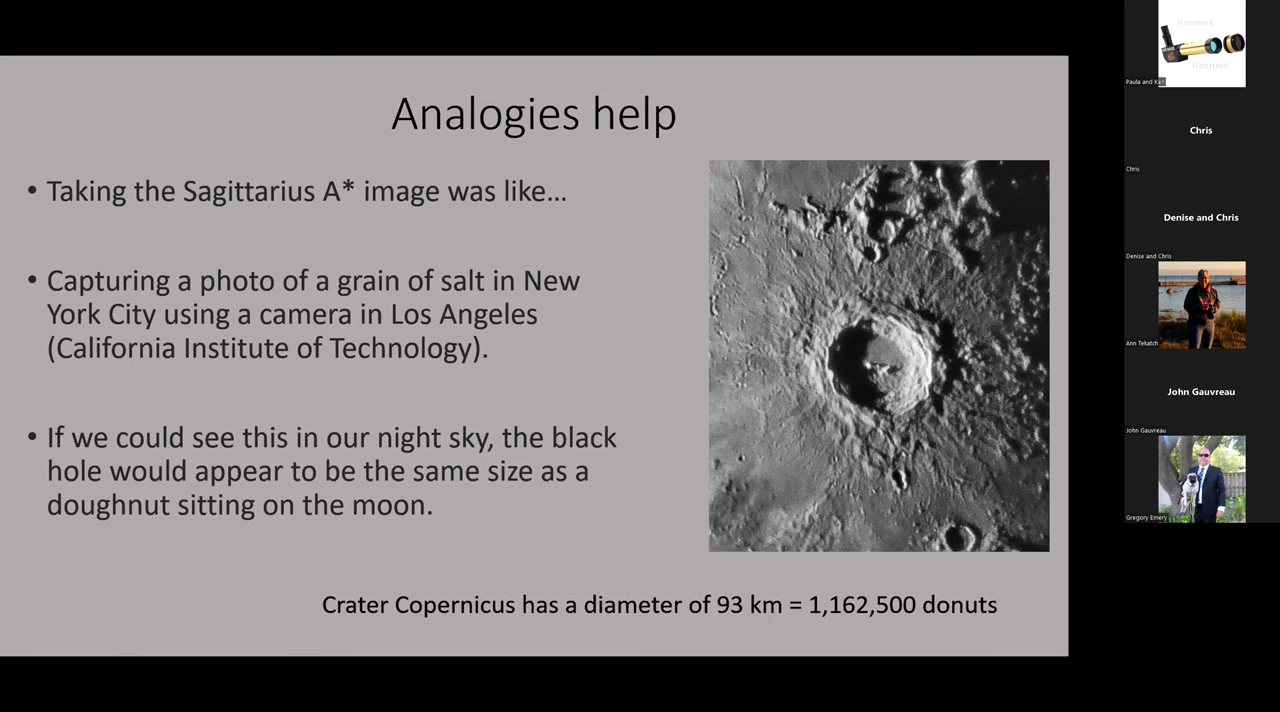 Analogies help
• Taking the Sagittarius A* image was like…
• Capturing a photo of a grain of salt in New
York City using a camera in Los Angeles
(California Institute of Technology).
• If we could see this in our night sky, the black
hole would appear to be the same size as a
doughnut sitting on the moon.
Crater Copernicus has a diameter of 93 km = 1,162,500 donuts
Kosmos
Kosmos
Paula and
Chris
Chris
Denise and Chris
Denise and Chris
Ann Tekatch
John Gauvreau
John Gauvreau
Gregory Emery